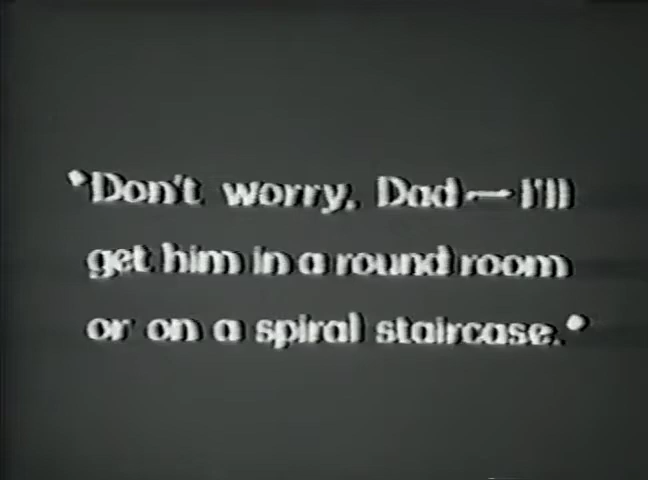 "Don't worry, Dad—I'll
get him in a round room
or on a spiral staircase."